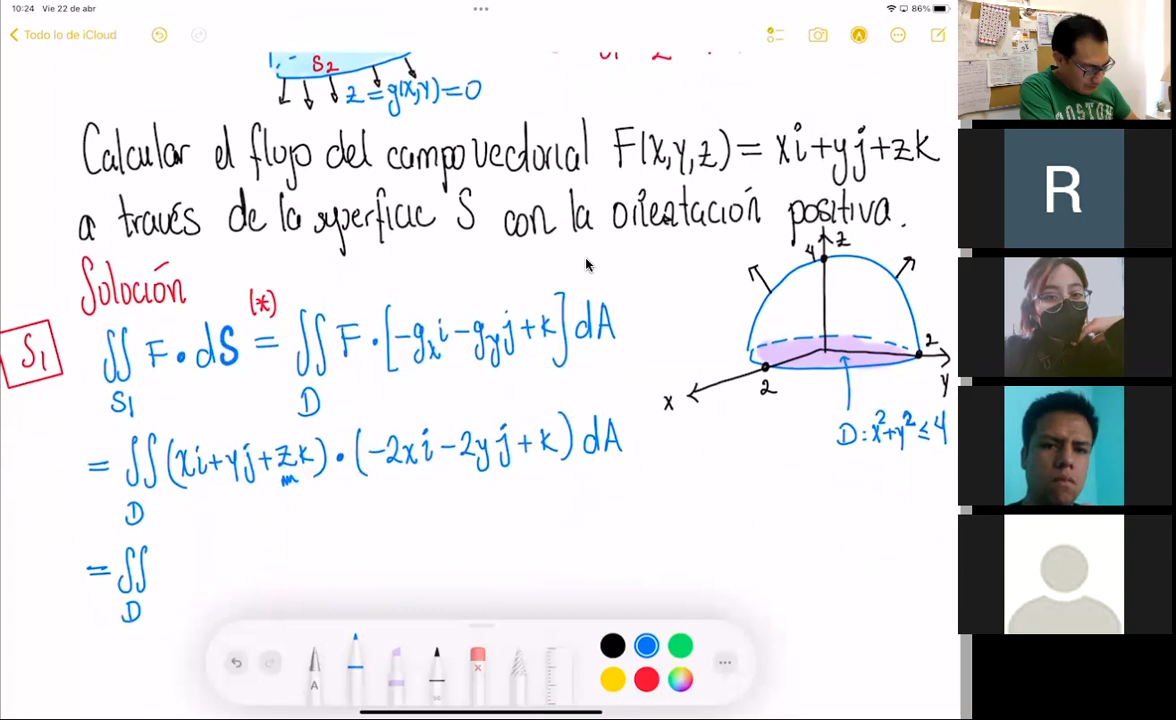 10:24 Vie 22 de abr
86%
Todo lo de iCloud
S2
z=g(x,y)=0
Calcular el flujo del campo vectorial F(x,y,z)= xi+yj+zk
a través de la superficie S con la orientación positiva.
Solución
S1
∬ F•dS = ∬ F•[-gₓi-gᵧj+k]dA
(*)
S1
D
= ∬(xi+yj+zk)•(-2xi-2yj+k)dA
D
= ∬
D
z
4
2
y
2
x
D: x²+y²≤4
R
A
BOSTON